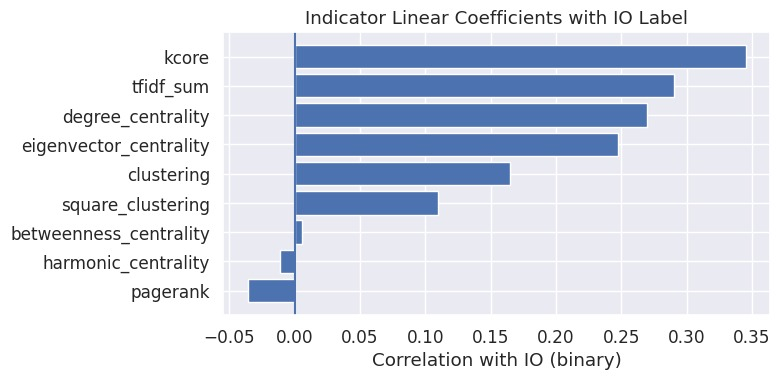 Indicator Linear Coefficients with IO Label
kcore
tfidf_sum
degree_centrality
eigenvector_centrality
clustering
square_clustering
betweenness_centrality
harmonic_centrality
pagerank
−0.05 0.00 0.05 0.10 0.15 0.20 0.25 0.30 0.35
Correlation with IO (binary)